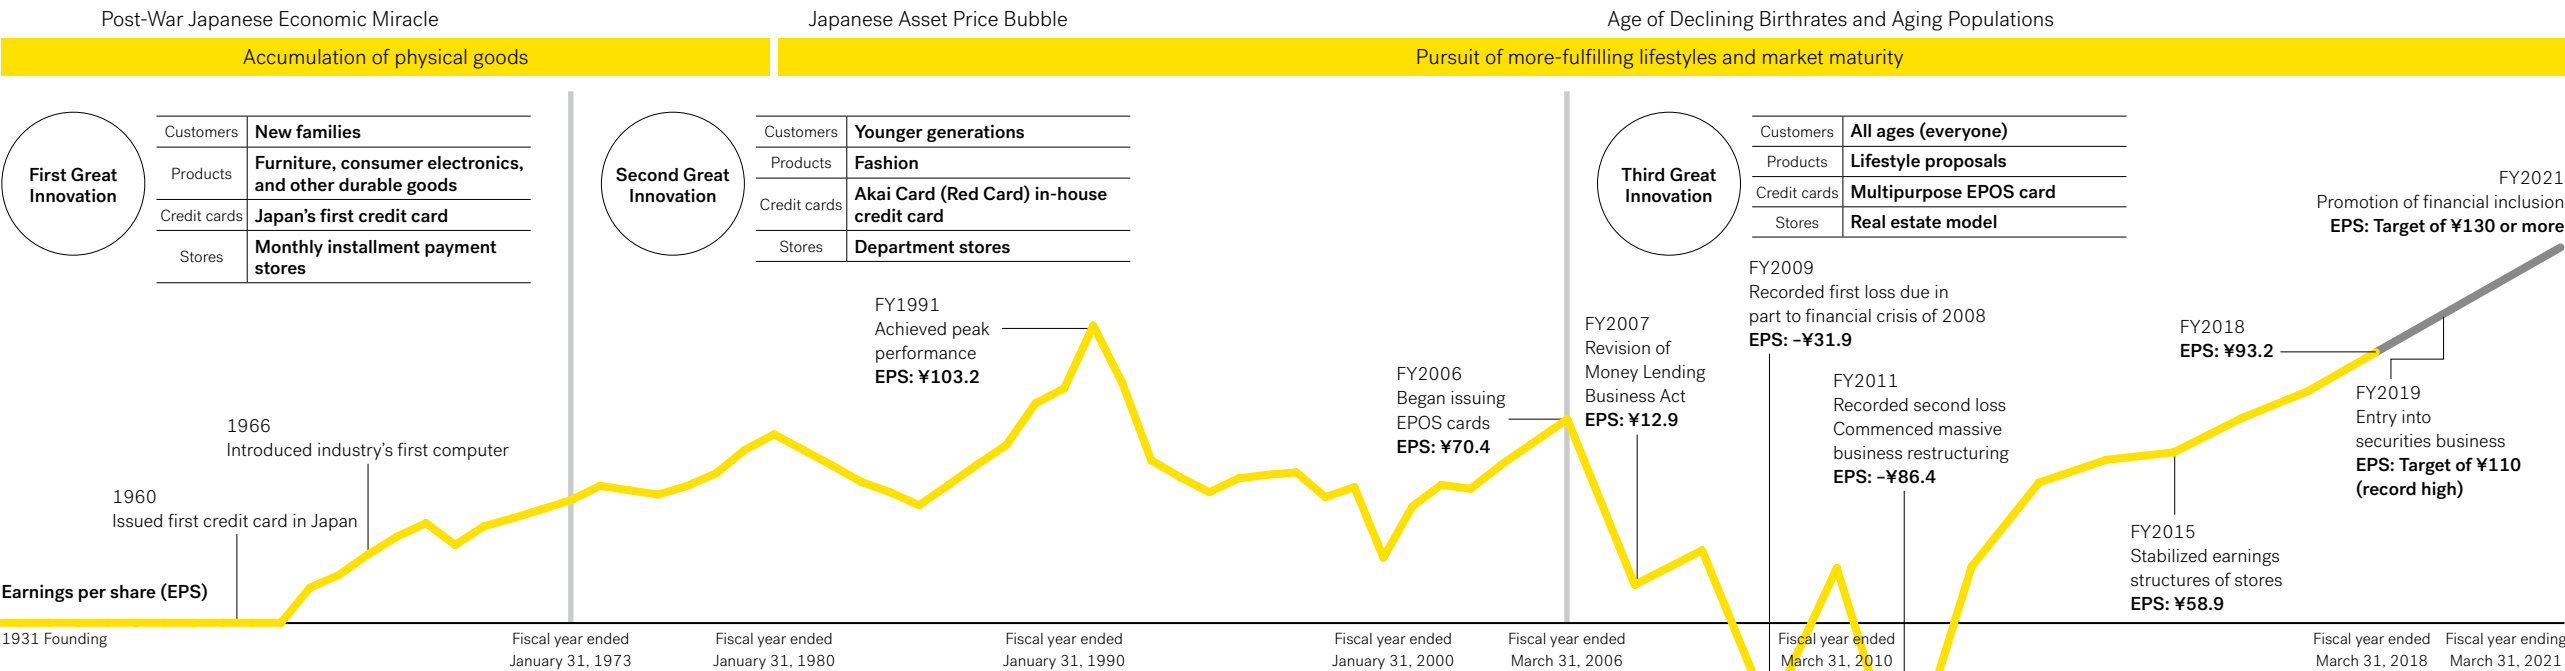 Post-War Japanese Economic Miracle
Japanese Asset Price Bubble
Age of Declining Birthrates and Aging Populations
Accumulation of physical goods
Pursuit of more-fulfilling lifestyles and market maturity
First Great
Innovation
Customers New families
Products Furniture, consumer electronics,
and other durable goods
Credit cards Japan's first credit card
Stores Monthly installment payment
stores
Second Great
Innovation
Customers Younger generations
Products Fashion
Credit cards Akai Card (Red Card) in-house
credit card
Stores Department stores
Third Great
Innovation
Customers All ages (everyone)
Products Lifestyle proposals
Credit cards Multipurpose EPOS card
Stores Real estate model
1960
Issued first credit card in Japan
1966
Introduced industry's first computer
FY1991
Achieved peak
performance
EPS: ¥103.2
FY2006
Began issuing
EPOS cards
EPS: ¥70.4
FY2007
Revision of
Money Lending
Business Act
EPS: ¥12.9
FY2009
Recorded first loss due in
part to financial crisis of 2008
EPS: –¥31.9
FY2011
Recorded second loss
Commenced massive
business restructuring
EPS: –¥86.4
FY2015
Stabilized earnings
structures of stores
EPS: ¥58.9
FY2018
EPS: ¥93.2
FY2019
Entry into
securities business
EPS: Target of ¥110
(record high)
FY2021
Promotion of financial inclusion
EPS: Target of ¥130 or more
Earnings per share (EPS)
1931 Founding
Fiscal year ended
January 31, 1973
Fiscal year ended
January 31, 1980
Fiscal year ended
January 31, 1990
Fiscal year ended
January 31, 2000
Fiscal year ended
March 31, 2006
Fiscal year ended
March 31, 2010
Fiscal year ended
March 31, 2018
Fiscal year ending
March 31, 2021